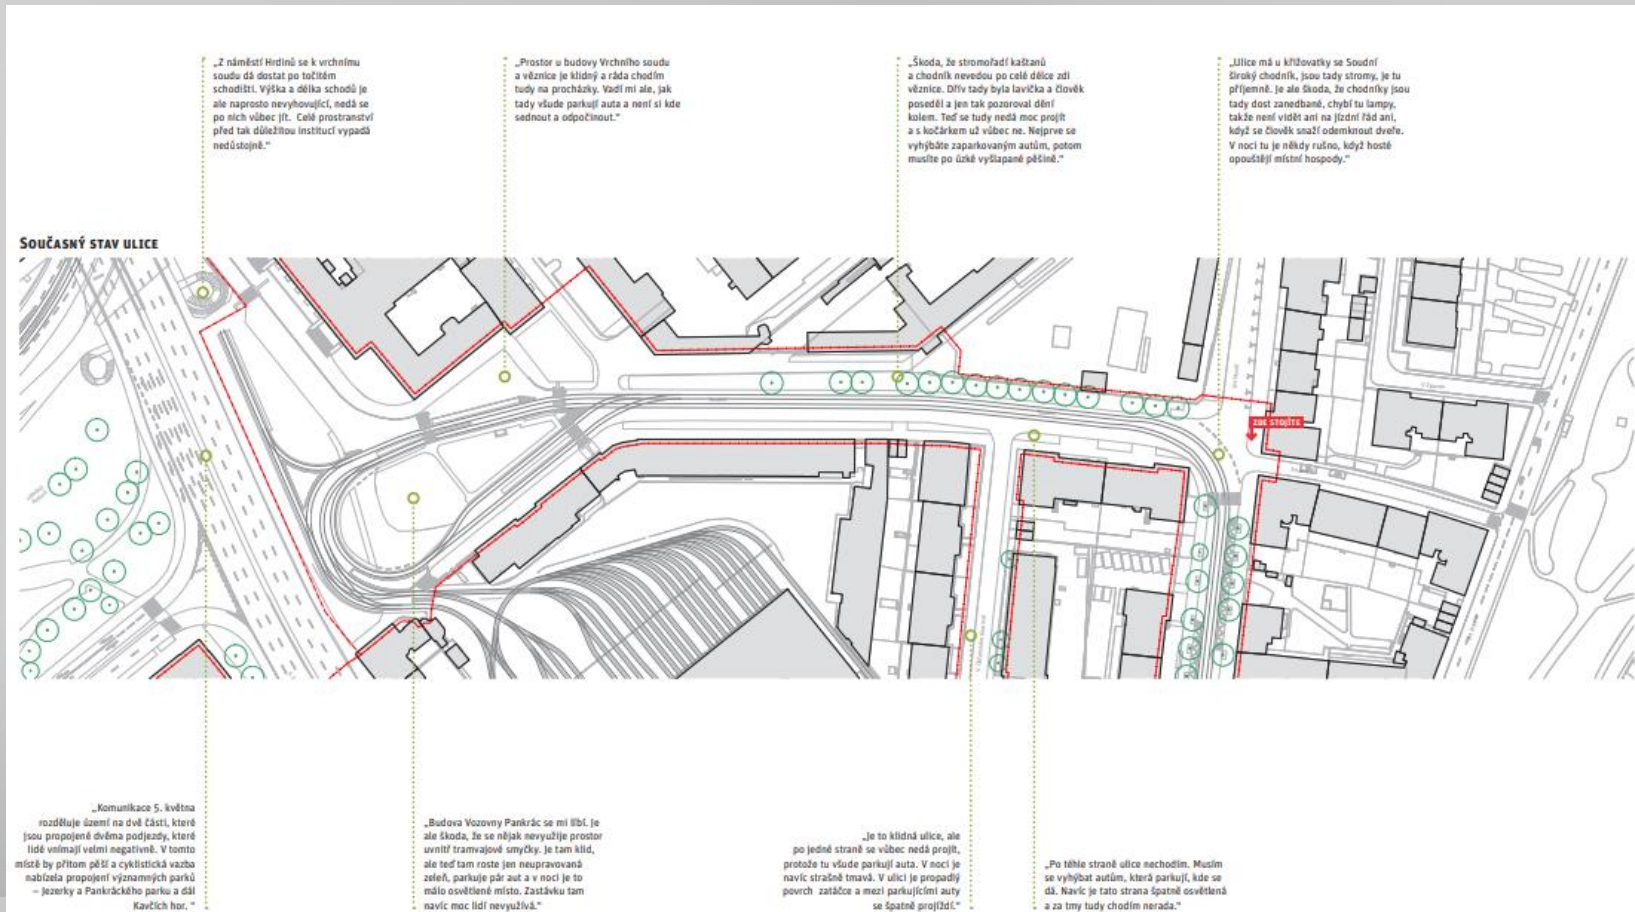 „Z náměstí Hrdinů se k vrchnímu
soudu dá dostat po točitém
schodišti. Výška a délka schodů je
ale naprosto nevyhovující, nedá se
po nich vůbec jít. Celé prostranství
před tak důležitou institucí vypadá
nedůstojně.“
„Prostor u budovy Vrchního soudu
a věznice je klidný a ráda chodím
tudy na procházky. Vadí mi ale, jak
tady všude parkují auta a není si kde
sednout a odpočinout.“
„Škoda, že stromořadí kaštanů
a chodník nevedou po celé délce zdi
věznice. Dřív tady byla lavička a člověk
poseděl a jen tak pozoroval dění
kolem. Teď se tudy nedá moc projít
a s kočárkem už vůbec ne. Nejprve se
vyhýbáte zaparkovaným autům, potom
musíte po úzké vyšlapané pěšině.“
„Ulice má u křižovatky se Soudní
široký chodník, jsou tady stromy, je tu
příjemně. Je ale škoda, že chodníky jsou
tady dost zanedbané, chybí tu lampy,
takže není vidět ani na jízdní řád ani,
když se člověk snaží odemknout dveře.
V noci tu je někdy rušno, když hosté
opouštějí místní hospody.“
SOUČASNÝ STAV ULICE
ZDE STOJÍTE
„Komunikace 5. května
rozděluje území na dvě části, které
jsou propojené dvěma podjezdy, které
lidé vnímají velmi negativně. V tomto
místě by přitom pěší a cyklistická vazba
nabízela propojení významných parků
– Jezerky a Pankráckého parku a dál
Kavčích hor. “
„Budova Vozovny Pankrác se mi líbí. Je
ale škoda, že se nějak nevyužije prostor
uvnitř tramvajové smyčky. Je tam klid,
ale teď tam roste jen neupravovaná
zeleň, parkuje pár aut a v noci je to
málo osvětlené místo. Zastávku tam
navíc moc lidí nevyužívá.“
„Je to klidná ulice, ale
po jedné straně se vůbec nedá projít,
protože tu všude parkují auta. V noci je
navíc strašně tmavá. V ulici je propadlý
povrch zatáčce a mezi parkujícími auty
se špatně projíždí.“
„Po téhle straně ulice nechodím. Musím
se vyhýbat autům, která parkují, kde se
dá. Navíc je tato strana špatně osvětlená
a za tmy tudy chodím nerada.“